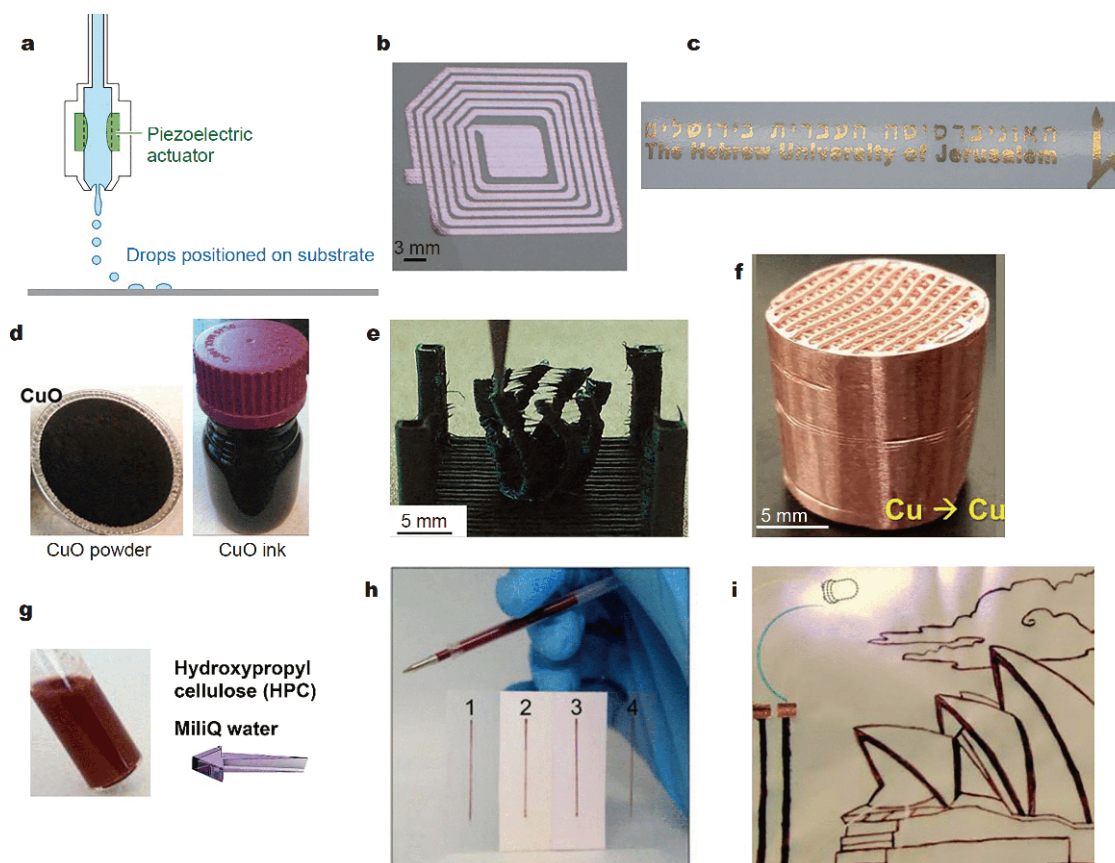 a
Piezoelectric
actuator
Drops positioned on substrate
b
3 mm
c
האוניברסיטה העברית בירושלים
The Hebrew University of Jerusalem
d
CuO
CuO powder
CuO ink
e
5 mm
f
5 mm
Cu → Cu
g
Hydroxypropyl
cellulose (HPC)
MiliQ water
h
1 2 3 4
i